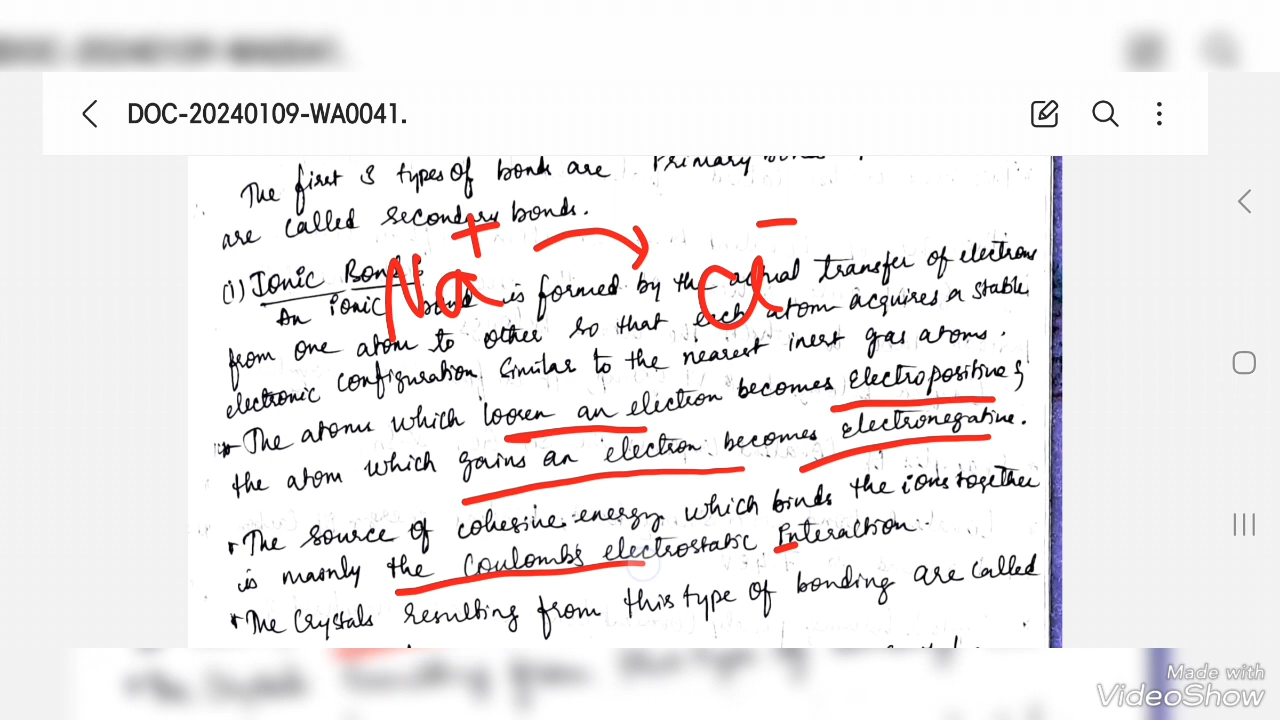 DOC-20240109-WA0041.
The first 3 types of bonds are Primary
are called secondary bonds.
Na+ → Cl-
(i) Ionic Bond:
An ionic bond is formed by the actual transfer of electrons
from one atom to other so that each atom acquires a stable
electronic configuration similar to the nearest inert gas atoms.
* The atoms which loosen an election becomes Electropositive &
the atom which gains an electron becomes electronegative.
* The source of cohesive energy which binds the ions together
is mainly the Coulomb's electrostatic Interaction.
* The Crystals resulting from this type of bonding are called
Made with
VideoShow